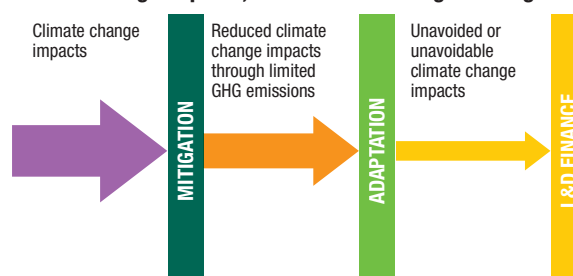 Climate change
impacts
Reduced climate
change impacts
through limited
GHG emissions
Unavoided or
unavoidable
climate change
impacts
MITIGATION
ADAPTATION
L&D FINANCE